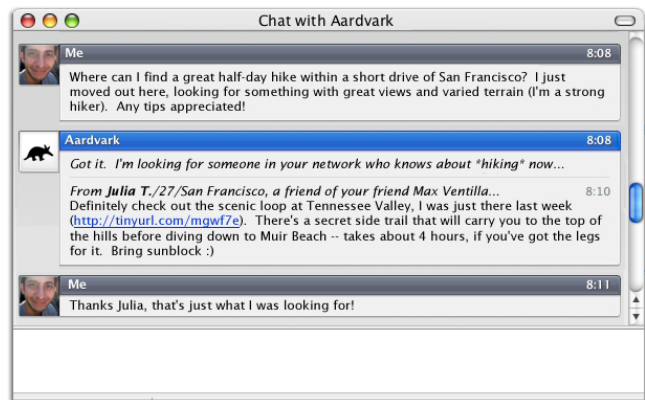 Chat with Aardvark
Me 8:08
Where can I find a great half-day hike within a short drive of San Francisco?  I just
moved out here, looking for something with great views and varied terrain (I'm a strong
hiker).  Any tips appreciated!
Aardvark 8:08
Got it.  I'm looking for someone in your network who knows about *hiking* now...
From Julia T./27/San Francisco, a friend of your friend Max Ventilla... 8:10
Definitely check out the scenic loop at Tennessee Valley, I was just there last week
(http://tinyurl.com/mgwf7e).  There's a secret side trail that will carry you to the top of
the hills before diving down to Muir Beach -- takes about 4 hours, if you've got the legs
for it.  Bring sunblock :)
Me 8:11
Thanks Julia, that's just what I was looking for!